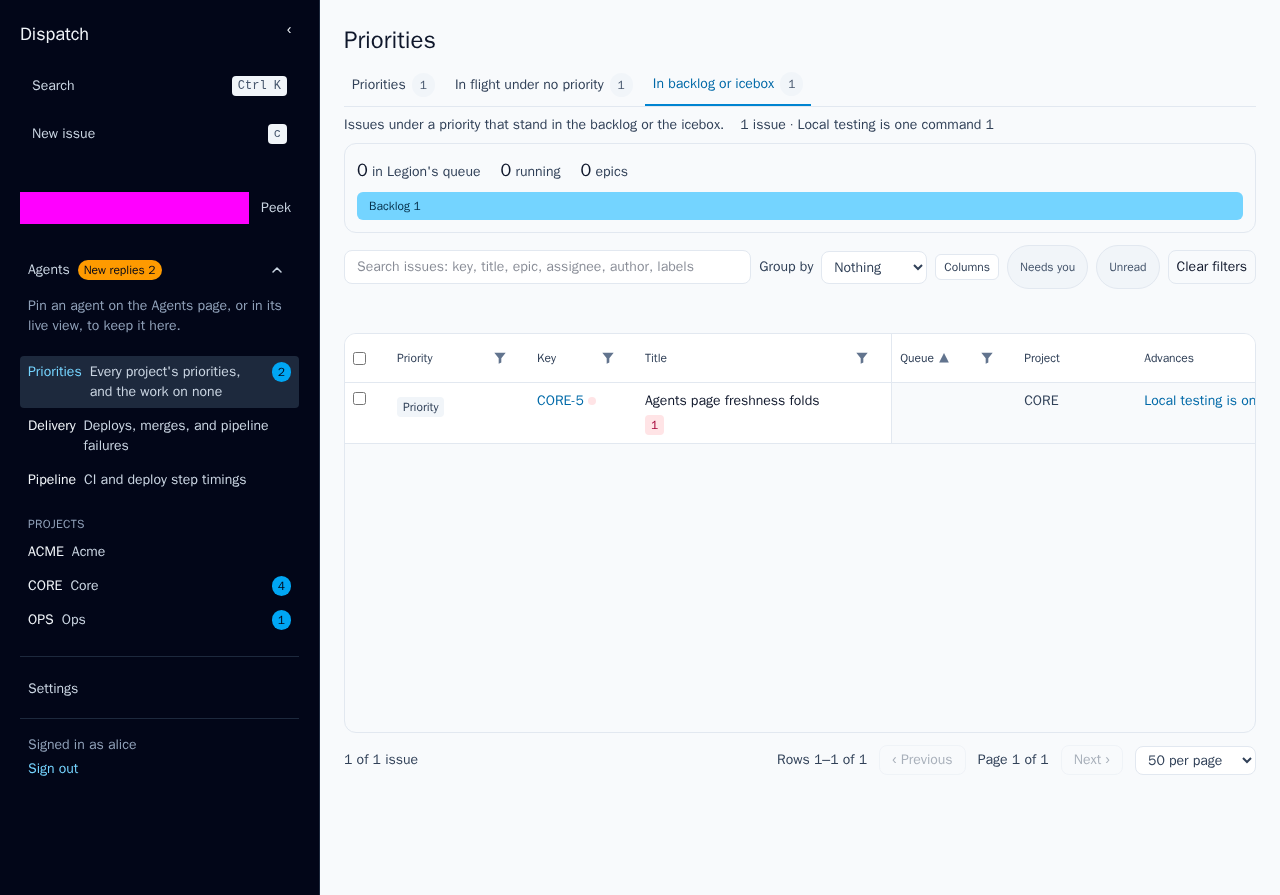 Dispatch
‹
Search
Ctrl K
New issue
c
Peek
Agents
New replies 2
Pin an agent on the Agents page, or in its
live view, to keep it here.
Priorities
Every project's priorities,
and the work on none
2
Delivery
Deploys, merges, and pipeline
failures
Pipeline
CI and deploy step timings
PROJECTS
ACME Acme
CORE Core
4
OPS Ops
1
Settings
Signed in as alice
Sign out
Priorities
Priorities 1
In flight under no priority 1
In backlog or icebox 1
Issues under a priority that stand in the backlog or the icebox.
1 issue · Local testing is one command 1
0 in Legion's queue
0 running
0 epics
Backlog 1
Search issues: key, title, epic, assignee, author, labels
Group by
Nothing
Columns
Needs you
Unread
Clear filters
Priority
Key
Title
Queue
Project
Advances
Priority
CORE-5
Agents page freshness folds
1
CORE
Local testing is on
1 of 1 issue
Rows 1–1 of 1
‹ Previous
Page 1 of 1
Next ›
50 per page